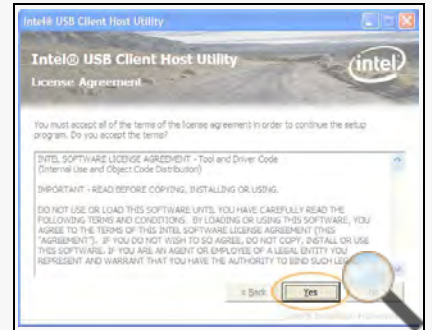 Intel® USB Client Host Utility
Intel® USB Client Host Utility
License Agreement
intel
You must accept all of the terms of the license agreement in order to continue the setup
program. Do you accept the terms?
INTEL SOFTWARE LICENSE AGREEMENT - Tool and Driver Code
(Internal Use and Object Code Distribution)
IMPORTANT - READ BEFORE COPYING, INSTALLING OR USING.
DO NOT USE OR LOAD THIS SOFTWARE UNTIL YOU HAVE CAREFULLY READ THE
FOLLOWING TERMS AND CONDITIONS. BY LOADING OR USING THIS SOFTWARE, YOU
AGREE TO THE TERMS OF THIS INTEL SOFTWARE LICENSE AGREEMENT (THIS
"AGREEMENT"). IF YOU DO NOT WISH TO SO AGREE, DO NOT COPY, INSTALL OR USE
THIS SOFTWARE. IF YOU ARE AN AGENT OR EMPLOYEE OF A LEGAL ENTITY YOU
REPRESENT AND WARRANT THAT YOU HAVE THE AUTHORITY TO BIND SUCH LEG
< Back Yes